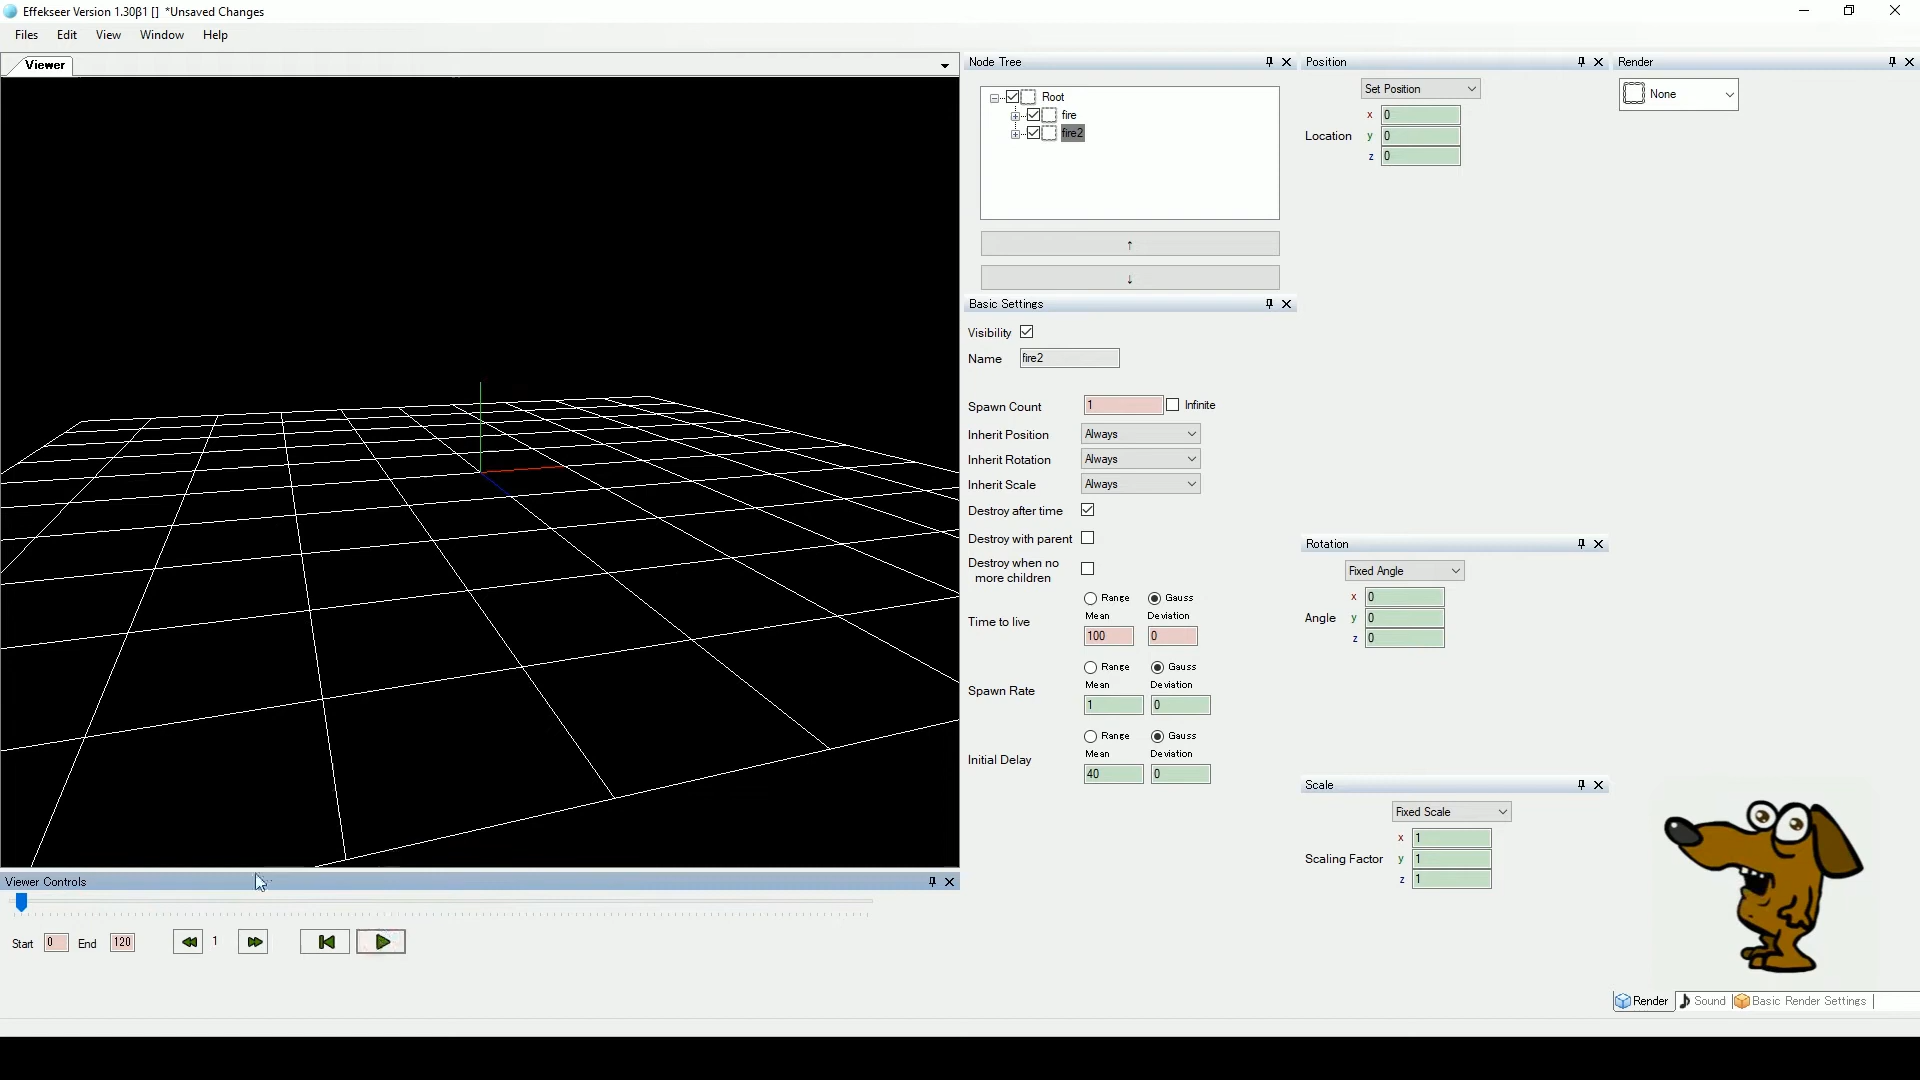 Effekseer Version 1.30β1 [] *Unsaved Changes
Files Edit View Window Help
Viewer
Node Tree
Root
fire
fire2
↑
↓
Basic Settings
Visibility
Name fire2
Spawn Count 1 Infinite
Inherit Position Always
Inherit Rotation Always
Inherit Scale Always
Destroy after time
Destroy with parent
Destroy when no
more children
Range Gauss
Mean Deviation
Time to live
100 0
Range Gauss
Mean Deviation
Spawn Rate
1 0
Range Gauss
Mean Deviation
Initial Delay
40 0
Position
Set Position
x 0
Location y 0
z 0
Rotation
Fixed Angle
x 0
Angle y 0
z 0
Scale
Fixed Scale
x 1
Scaling Factor y 1
z 1
Render
None
Viewer Controls
Start 0 End 120 1
Render Sound Basic Render Settings